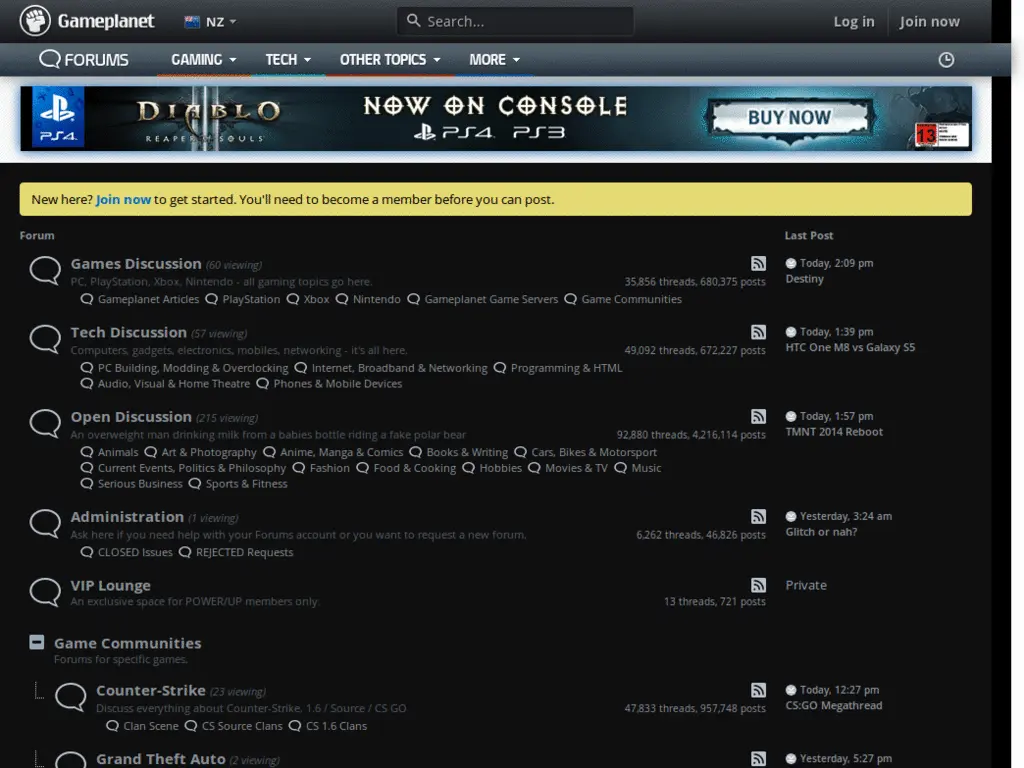 Gameplanet NZ Search... Log in Join now
FORUMS GAMING TECH OTHER TOPICS MORE
PS4 DIABLO REAPER OF SOULS NOW ON CONSOLE PS4 PS3 BUY NOW 13
New here? Join now to get started. You'll need to become a member before you can post.
Forum Last Post
Games Discussion (60 viewing) Today, 2:09 pm
PC, PlayStation, Xbox, Nintendo - all gaming topics go here. 35,856 threads, 680,375 posts Destiny
Gameplanet Articles PlayStation Xbox Nintendo Gameplanet Game Servers Game Communities
Tech Discussion (57 viewing) Today, 1:39 pm
Computers, gadgets, electronics, mobiles, networking - it's all here. 49,092 threads, 672,227 posts HTC One M8 vs Galaxy S5
PC Building, Modding & Overclocking Internet, Broadband & Networking Programming & HTML
Audio, Visual & Home Theatre Phones & Mobile Devices
Open Discussion (215 viewing) Today, 1:57 pm
An overweight man drinking milk from a babies bottle riding a fake polar bear 92,880 threads, 4,216,114 posts TMNT 2014 Reboot
Animals Art & Photography Anime, Manga & Comics Books & Writing Cars, Bikes & Motorsport
Current Events, Politics & Philosophy Fashion Food & Cooking Hobbies Movies & TV Music
Serious Business Sports & Fitness
Administration (1 viewing) Yesterday, 3:24 am
Ask here if you need help with your Forums account or you want to request a new forum. 6,262 threads, 46,826 posts Glitch or nah?
CLOSED Issues REJECTED Requests
VIP Lounge Private
An exclusive space for POWER/UP members only. 13 threads, 721 posts
Game Communities
Forums for specific games.
Counter-Strike (23 viewing) Today, 12:27 pm
Discuss everything about Counter-Strike, 1.6 / Source / CS GO 47,833 threads, 957,748 posts CS:GO Megathread
Clan Scene CS Source Clans CS 1.6 Clans
Grand Theft Auto (2 viewing) Yesterday, 5:27 pm